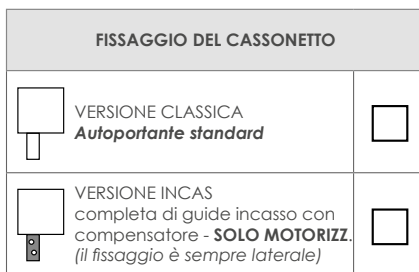 FISSAGGIO DEL CASSONETTO
VERSIONE CLASSICA
Autoportante standard
VERSIONE INCAS
completa di guide incasso con
compensatore - SOLO MOTORIZZ.
(il fissaggio è sempre laterale)